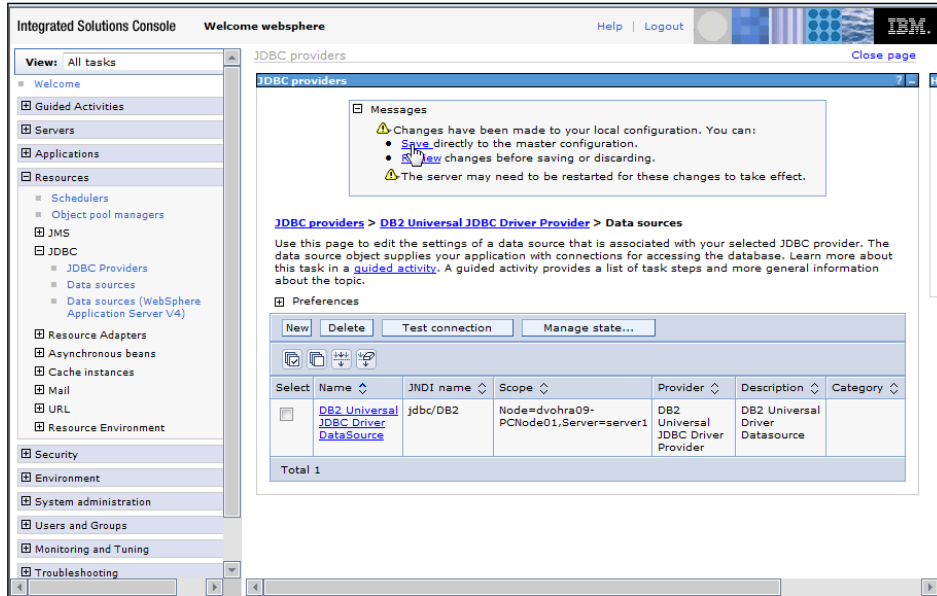 Integrated Solutions Console Welcome websphere Help | Logout IBM.
View: All tasks
Welcome
Guided Activities
Servers
Applications
Resources
Schedulers
Object pool managers
JMS
JDBC
JDBC Providers
Data sources
Data sources (WebSphere
Application Server V4)
Resource Adapters
Asynchronous beans
Cache instances
Mail
URL
Resource Environment
Security
Environment
System administration
Users and Groups
Monitoring and Tuning
Troubleshooting
JDBC providers Close page
JDBC providers ? –
Messages
Changes have been made to your local configuration. You can:
• Save directly to the master configuration.
• Review changes before saving or discarding.
The server may need to be restarted for these changes to take effect.
JDBC providers > DB2 Universal JDBC Driver Provider > Data sources
Use this page to edit the settings of a data source that is associated with your selected JDBC provider. The
data source object supplies your application with connections for accessing the database. Learn more about
this task in a guided activity. A guided activity provides a list of task steps and more general information
about the topic.
Preferences
New Delete Test connection Manage state...
Select Name JNDI name Scope Provider Description Category
DB2 Universal
JDBC Driver
DataSource
jdbc/DB2
Node=dvohra09-
PCNode01,Server=server1
DB2
Universal
JDBC Driver
Provider
DB2 Universal
Driver
Datasource
Total 1